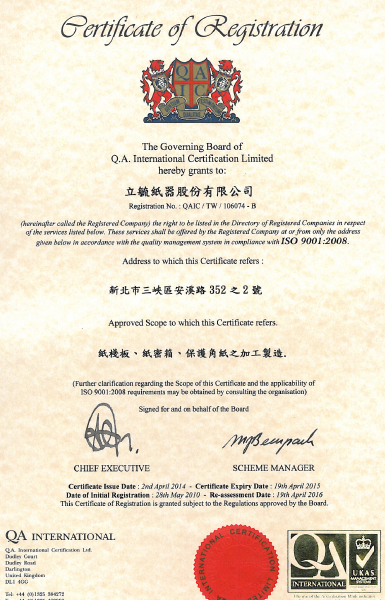 Certificate of Registration
QAIC
The Governing Board of
Q.A. International Certification Limited
hereby grants to:
立毓紙器股份有限公司
Registration No. : QAIC / TW / 106074 - B
(hereinafter called the Registered Company) the right to be listed in the Directory of Registered Companies in respect
of the services listed below. These services shall be offered by the Registered Company at or from only the address
given below in accordance with the quality management system in compliance with ISO 9001:2008.
Address to which this Certificate refers :
新北市三峽區安溪路 352 之 2 號
Approved Scope to which this Certificate refers.
紙棧板、紙密箱、保護角紙之加工製造.
(Further clarification regarding the Scope of this Certificate and the applicability of
ISO 9001:2008 requirements may be obtained by consulting the organisation)
Signed for and on behalf of the Board
CHIEF EXECUTIVE SCHEME MANAGER
Certificate Issue Date : 2nd April 2014 - Certificate Expiry Date : 19th April 2015
Date of Initial Registration : 28th May 2010 - Re-assessment Date : 19th April 2016
This Certificate of Registration is granted subject to the Regulations approved by the Board.
QA INTERNATIONAL
Q.A. International Certification Ltd.
Dudley Court
Dudley Road
Darlington
United Kingdom
DL1 4GG
INTERNATIONAL CERTIFICATION
QA
INTERNATIONAL
UKAS
MANAGEMENT
SYSTEMS